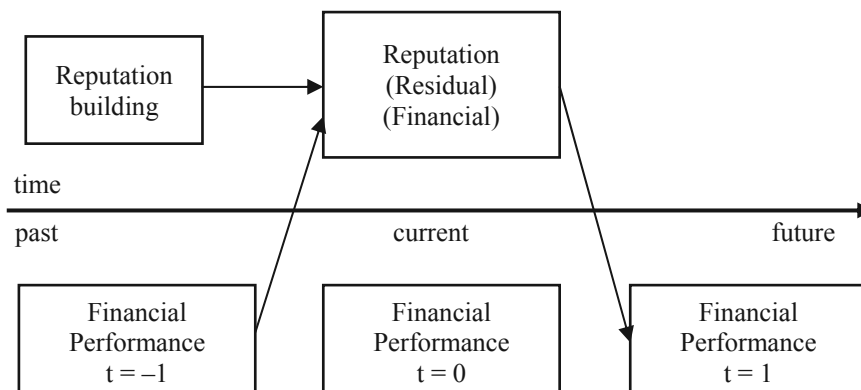 Reputation
building
Reputation
(Residual)
(Financial)
time
past
current
future
Financial
Performance
t = –1
Financial
Performance
t = 0
Financial
Performance
t = 1